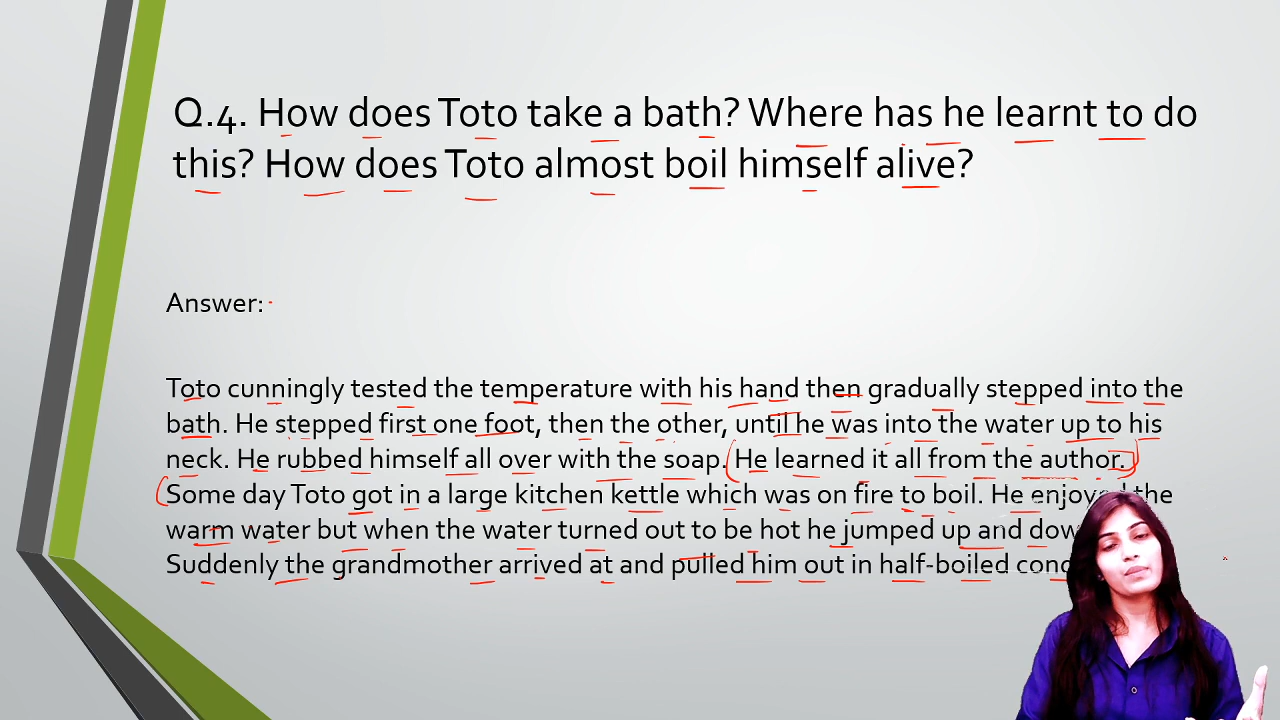 Q.4. How does Toto take a bath? Where has he learnt to do
this? How does Toto almost boil himself alive?
Answer:
Toto cunningly tested the temperature with his hand then gradually stepped into the
bath. He stepped first one foot, then the other, until he was into the water up to his
neck. He rubbed himself all over with the soap. He learned it all from the author.
Some day Toto got in a large kitchen kettle which was on fire to boil. He enjoyed the
warm water but when the water turned out to be hot he jumped up and
Suddenly the grandmother arrived at and pulled him out in half-boiled